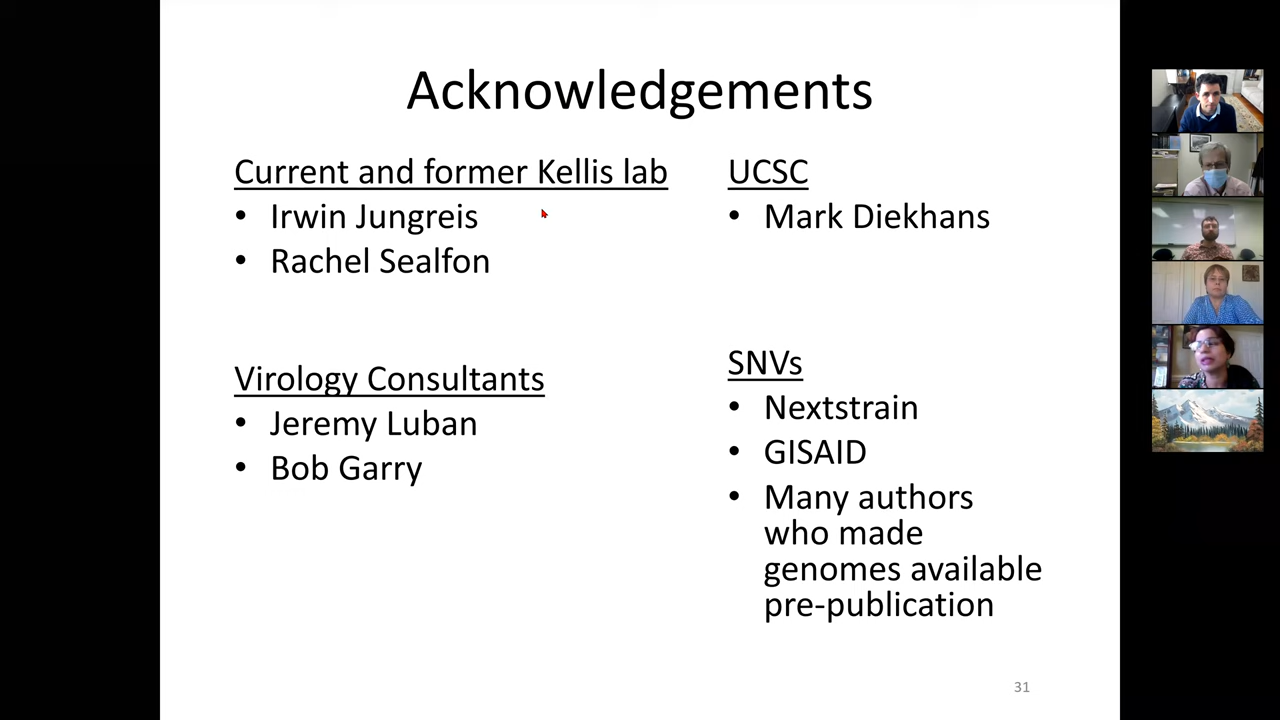 Acknowledgements
Current and former Kellis lab
• Irwin Jungreis
• Rachel Sealfon
Virology Consultants
• Jeremy Luban
• Bob Garry
UCSC
• Mark Diekhans
SNVs
• Nextstrain
• GISAID
• Many authors
who made
genomes available
pre-publication
31